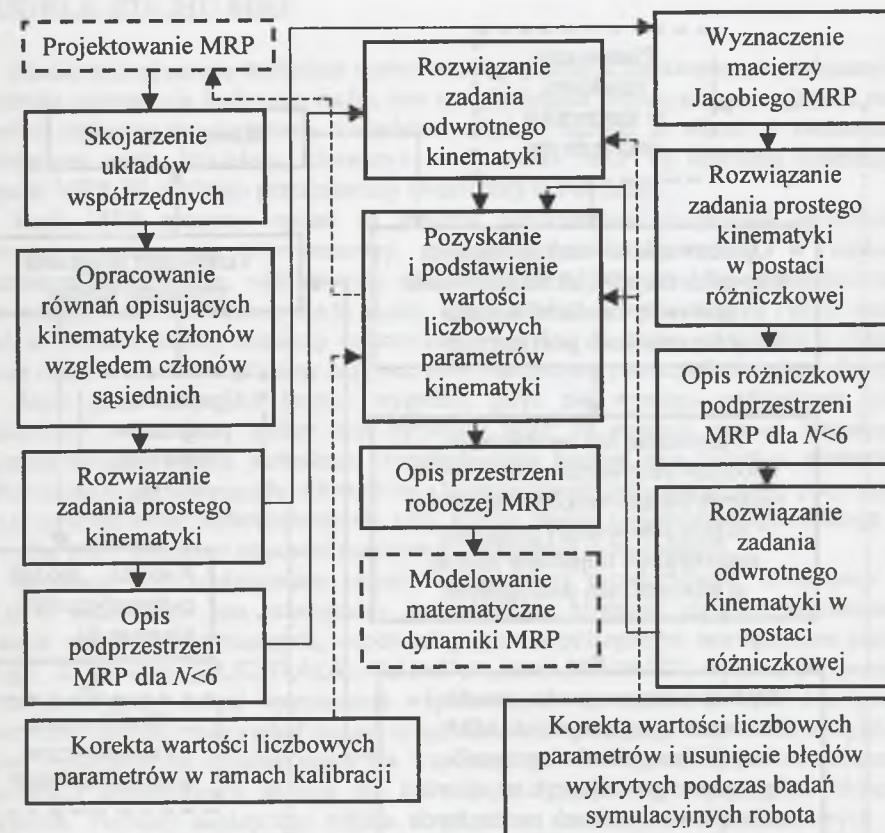 Projektowanie MRP
Skojarzenie
układów
współrzędnych
Opracowanie
równań opisujących
kinematykę członów
względem członów
sąsiednich
Rozwiązanie
zadania prostego
kinematyki
Opis
podprzestrzeni
MRP dla N<6
Korekta wartości liczbowych
parametrów w ramach kalibracji
Rozwiązanie
zadania
odwrotnego
kinematyki
Pozyskanie
i podstawienie
wartości
liczbowych
parametrów
kinematyki
Opis przestrzeni
roboczej MRP
Modelowanie
matematyczne
dynamiki MRP
Wyznaczenie
macierzy
Jacobiego MRP
Rozwiązanie
zadania prostego
kinematyki
w postaci
różniczkowej
Opis różniczkowy
podprzestrzeni
MRP dla N<6
Rozwiązanie
zadania
odwrotnego
kinematyki w
postaci
różniczkowej
Korekta wartości liczbowych
parametrów i usunięcie błędów
wykrytych podczas badań
symulacyjnych robota